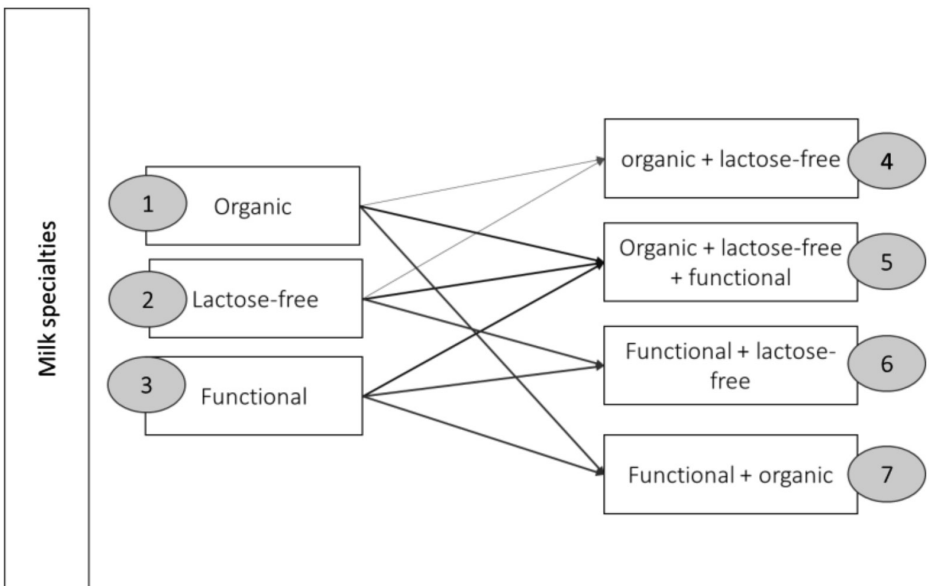 Milk specialties
1
Organic
2
Lactose-free
3
Functional
organic + lactose-free
4
Organic + lactose-free
+ functional
5
Functional + lactose-
free
6
Functional + organic
7